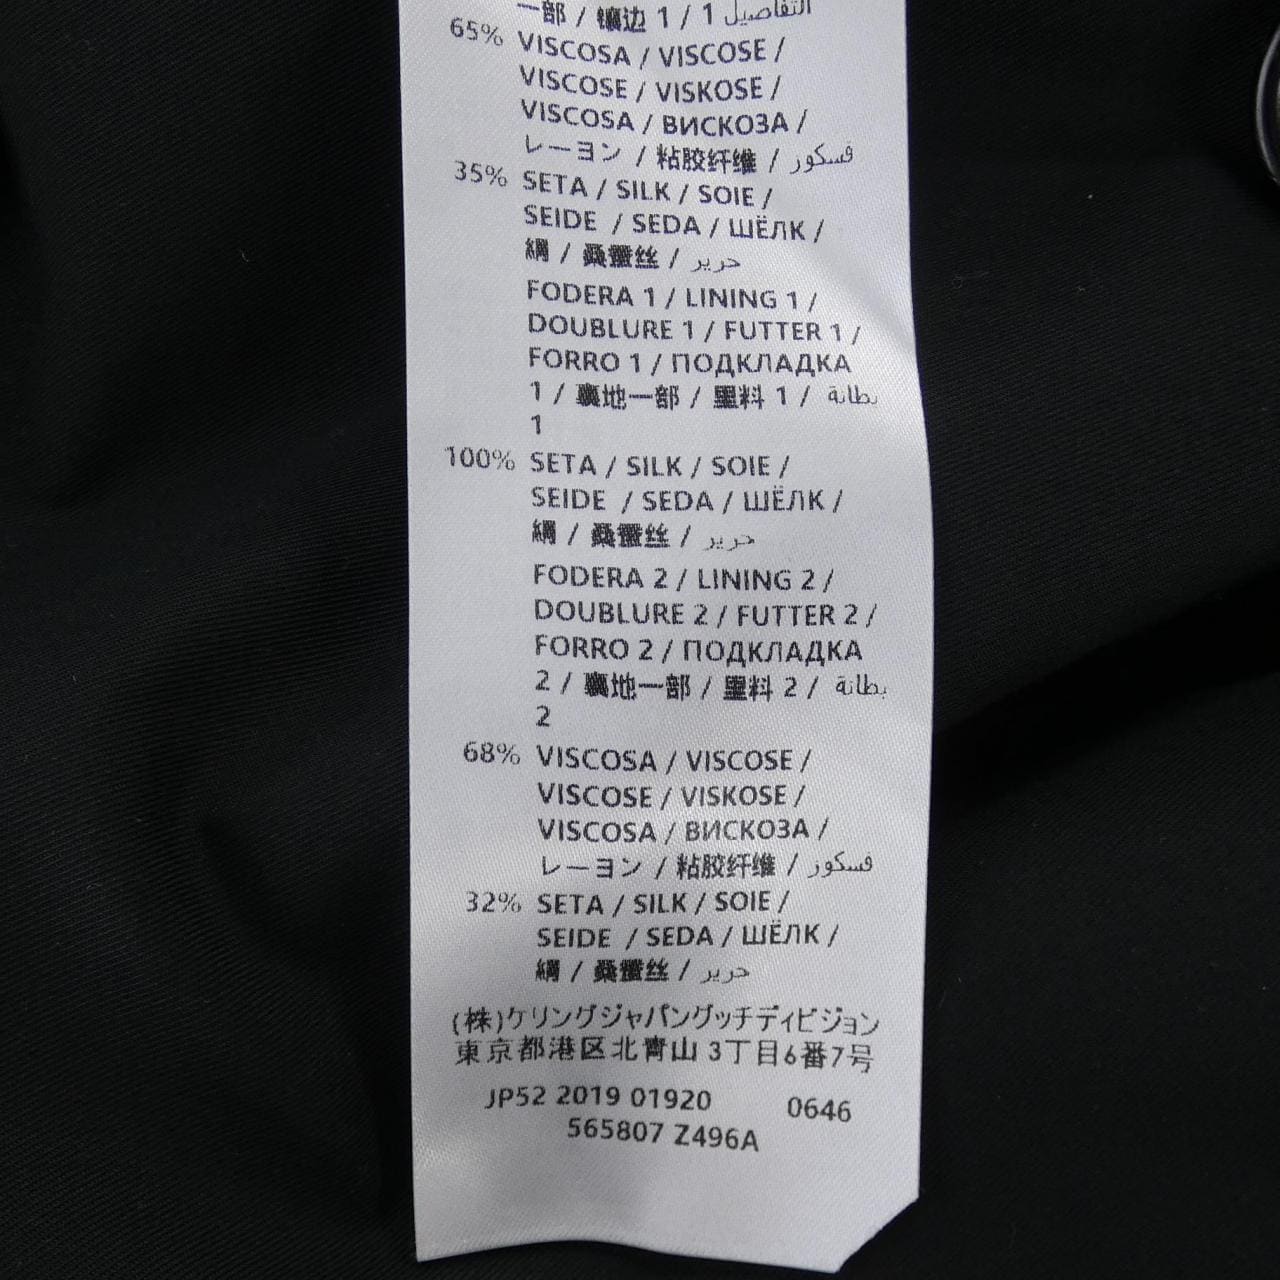 一部 / 镶边 1 / 1 التفاصيل
65% VISCOSA / VISCOSE /
VISCOSE / VISKOSE /
VISCOSA / ВИСКОЗА /
レーヨン / 粘胶纤维 / فسكور
35% SETA / SILK / SOIE /
SEIDE / SEDA / ШЁЛК /
絹 / 桑蚕丝 / حرير
FODERA 1 / LINING 1 /
DOUBLURE 1 / FUTTER 1 /
FORRO 1 / ПОДКЛАДКА
1 / 裏地一部 / 里料 1 / بطانة
1
100% SETA / SILK / SOIE /
SEIDE / SEDA / ШЁЛК /
絹 / 桑蚕丝 / حرير
FODERA 2 / LINING 2 /
DOUBLURE 2 / FUTTER 2 /
FORRO 2 / ПОДКЛАДКА
2 / 裏地一部 / 里料 2 / بطانة
2
68% VISCOSA / VISCOSE /
VISCOSE / VISKOSE /
VISCOSA / ВИСКОЗА /
レーヨン / 粘胶纤维 / فسكور
32% SETA / SILK / SOIE /
SEIDE / SEDA / ШЁЛК /
絹 / 桑蚕丝 / حرير
(株)ケリングジャパングッチディビジョン
東京都港区北青山 3丁目6番7号
JP52 2019 01920 0646
565807 Z496A